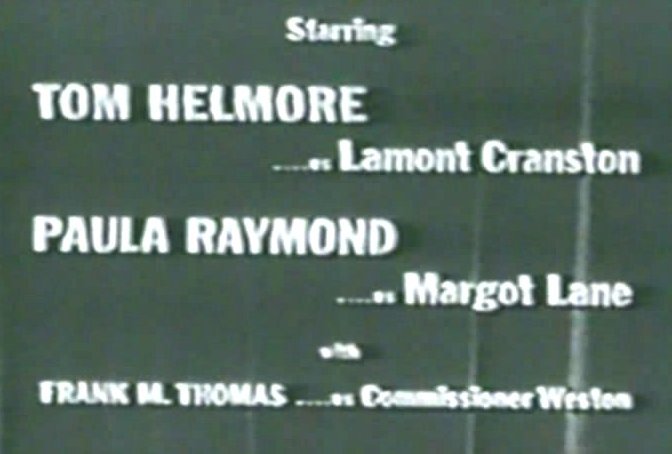 Starring
TOM HELMORE
.....as Lamont Cranston
PAULA RAYMOND
.....as Margot Lane
with
FRANK M. THOMAS .....as Commissioner Weston